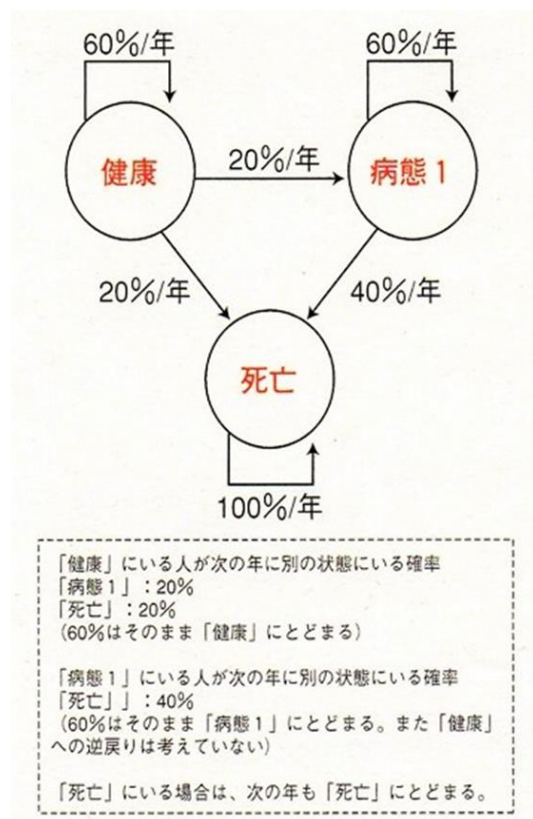 60％/年
60％/年
健康
20％/年
病態1
20％/年
40％/年
死亡
100％/年
「健康」にいる人が次の年に別の状態にいる確率
「病態1」：20％
「死亡」：20％
（60％はそのまま「健康」にとどまる）
「病態1」にいる人が次の年に別の状態にいる確率
「死亡」」：40％
（60％はそのまま「病態1」にとどまる。また「健康」
への逆戻りは考えていない）
「死亡」にいる場合は、次の年も「死亡」にとどまる。